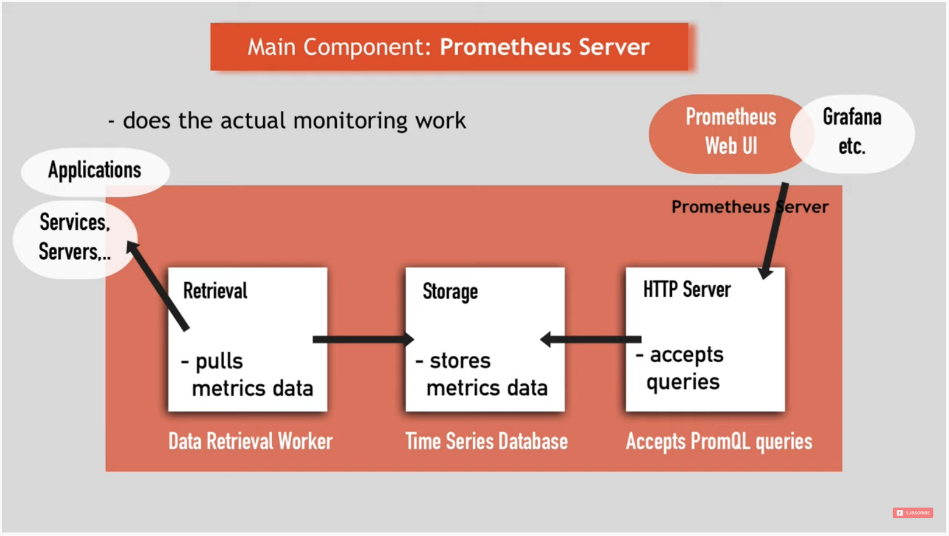 Main Component: Prometheus Server
- does the actual monitoring work
Prometheus
Web UI
Grafana
etc.
Applications
Services,
Servers,..
Prometheus Server
Retrieval
- pulls
metrics data
Data Retrieval Worker
Storage
- stores
metrics data
Time Series Database
HTTP Server
- accepts
queries
Accepts PromQL queries
SUBSCRIBE